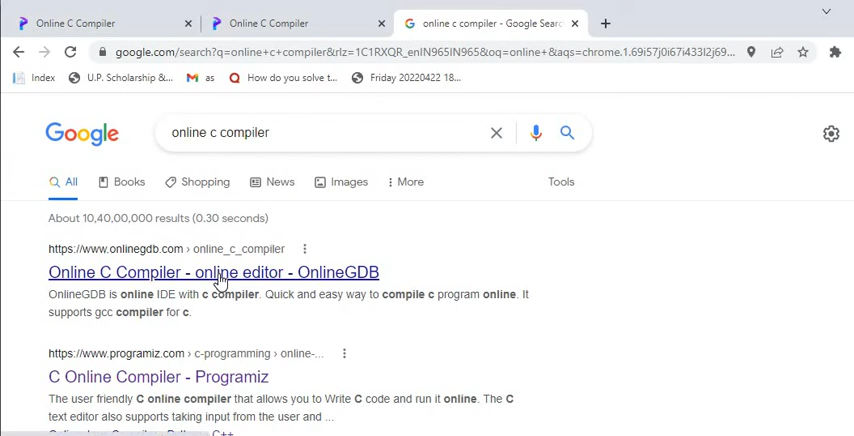 Online C Compiler
Online C Compiler
online c compiler - Google Sear
google.com/search?q=online+c+compiler&rlz=1C1RXQR_enIN965IN965&oq=online+&aqs=chrome.1.69i57j0i67i433l2j69...
Index U.P. Scholarship &... as How do you solve t... Friday 20220422 18...
Google online c compiler
All Books Shopping News Images More Tools
About 10,40,00,000 results (0.30 seconds)
https://www.onlinegdb.com › online_c_compiler
Online C Compiler - online editor - OnlineGDB
OnlineGDB is online IDE with c compiler. Quick and easy way to compile c program online. It
supports gcc compiler for c.
https://www.programiz.com › c-programming › online-...
C Online Compiler - Programiz
The user friendly C online compiler that allows you to Write C code and run it online. The C
text editor also supports taking input from the user and ...